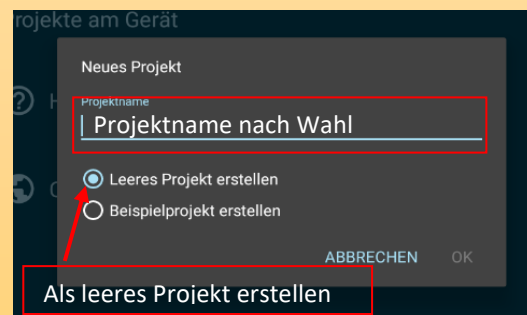 rojekte am Gerät
Neues Projekt
H
Projektname
Projektname nach Wahl
Leeres Projekt erstellen
Beispielprojekt erstellen
ABBRECHEN OK
Als leeres Projekt erstellen